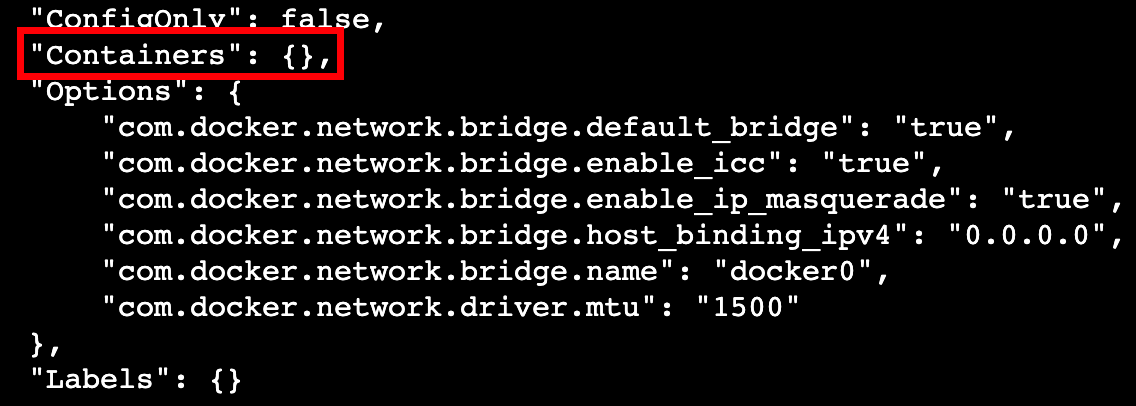 "ConfigOnly": false,
"Containers": {},
"Options": {
"com.docker.network.bridge.default_bridge": "true",
"com.docker.network.bridge.enable_icc": "true",
"com.docker.network.bridge.enable_ip_masquerade": "true",
"com.docker.network.bridge.host_binding_ipv4": "0.0.0.0",
"com.docker.network.bridge.name": "docker0",
"com.docker.network.driver.mtu": "1500"
},
"Labels": {}